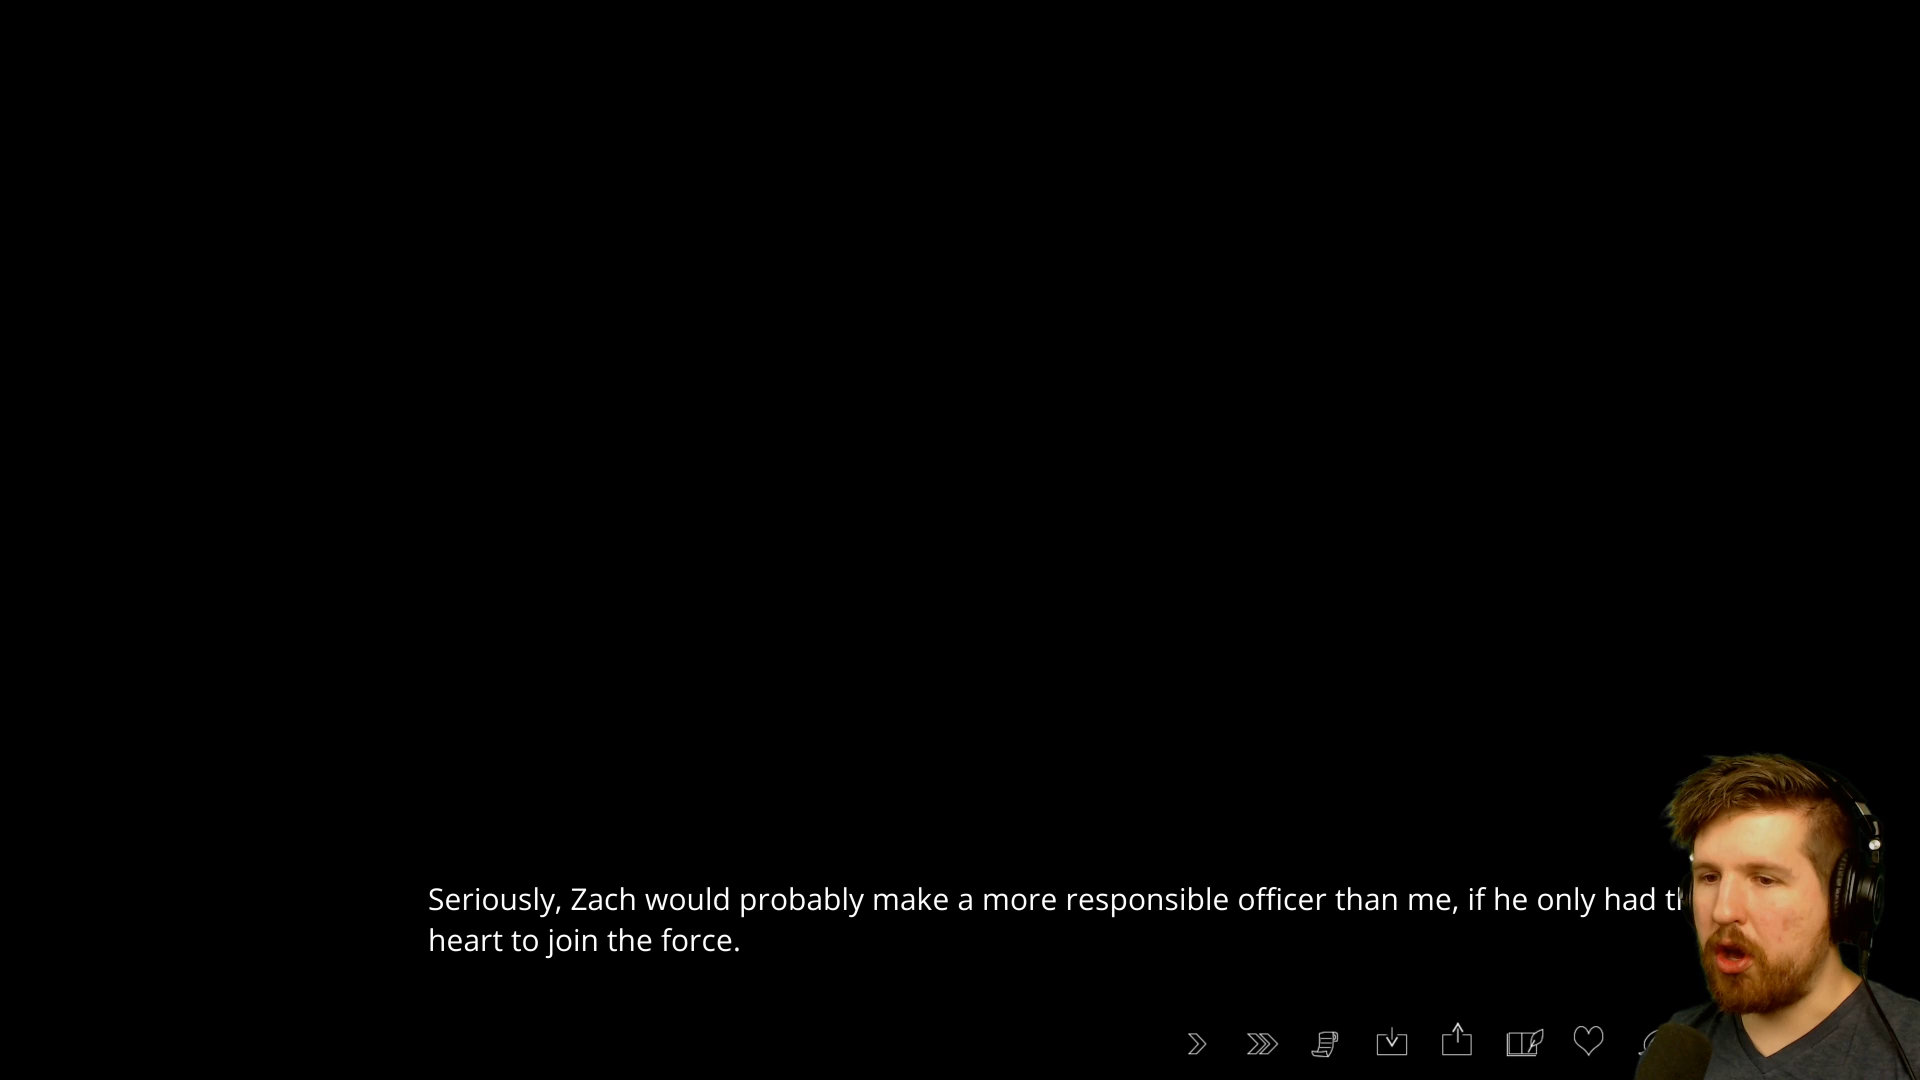 Seriously, Zach would probably make a more responsible officer than me, if he only had
heart to join the force.